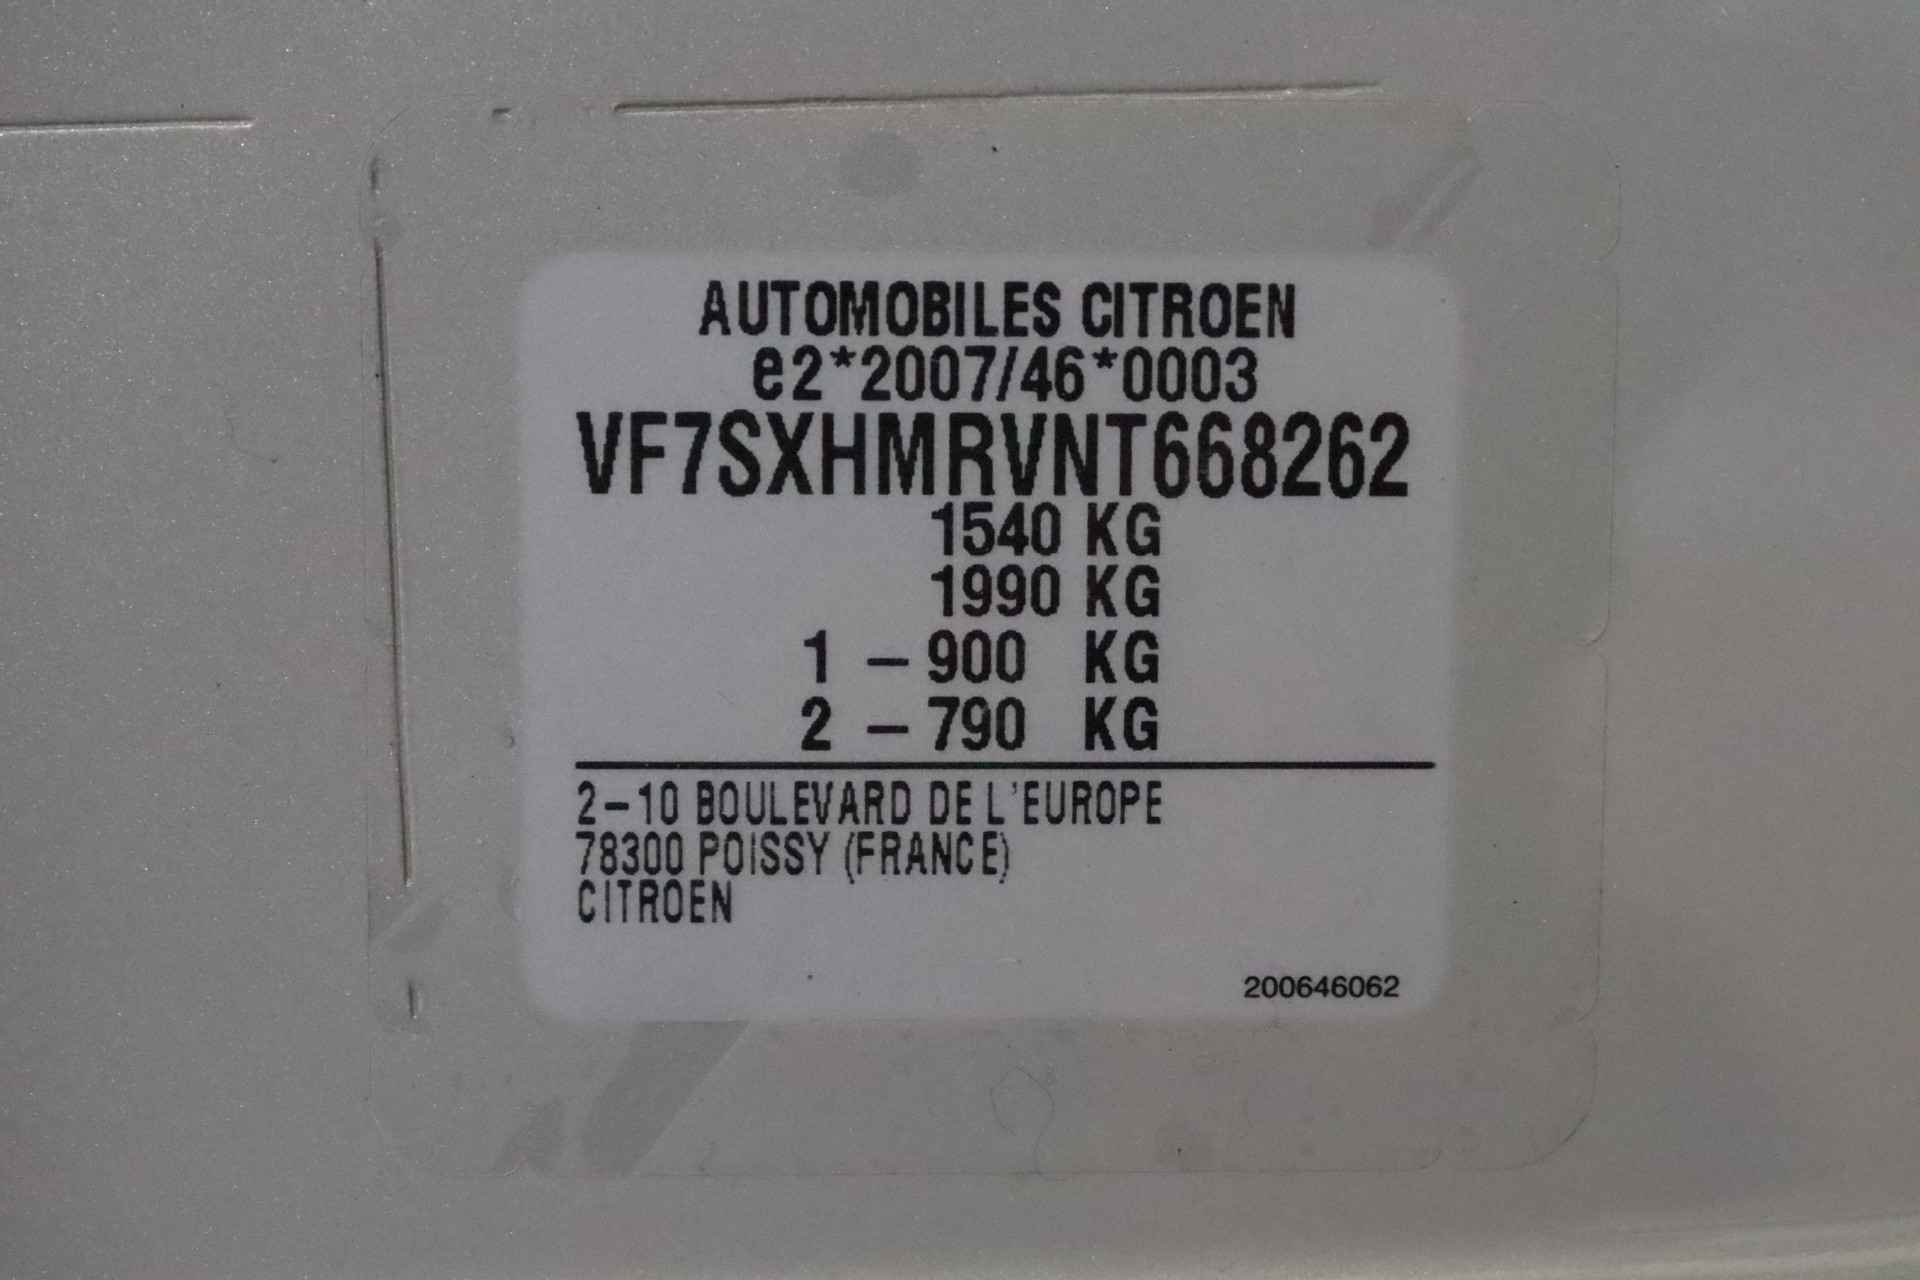 AUTOMOBILES CITROEN
e2*2007/46*0003
VF7SXHMRVNT668262
1540 KG
1990 KG
1 – 900 KG
2 – 790 KG
2–10 BOULEVARD DE L'EUROPE
78300 POISSY (FRANCE)
CITROEN
200646062